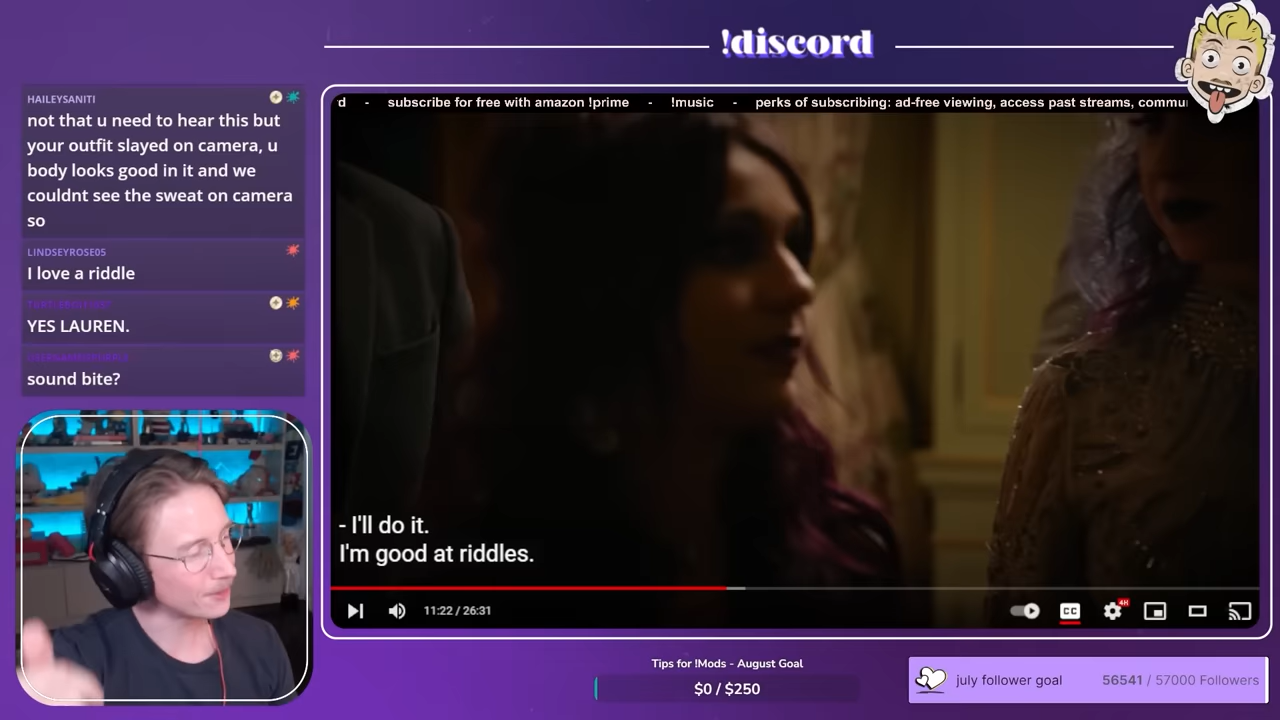 !discord
d - subscribe for free with amazon !prime - !music - perks of subscribing: ad-free viewing, access past streams, commu
HAILEYSANITI
not that u need to hear this but
your outfit slayed on camera, u
body looks good in it and we
couldnt see the sweat on camera
so
LINDSEYROSE05
I love a riddle
YES LAUREN.
sound bite?
- I'll do it.
I'm good at riddles.
11:22 / 26:31
CC
4H
Tips for !Mods - August Goal
$0 / $250
july follower goal 56541 / 57000 Followers